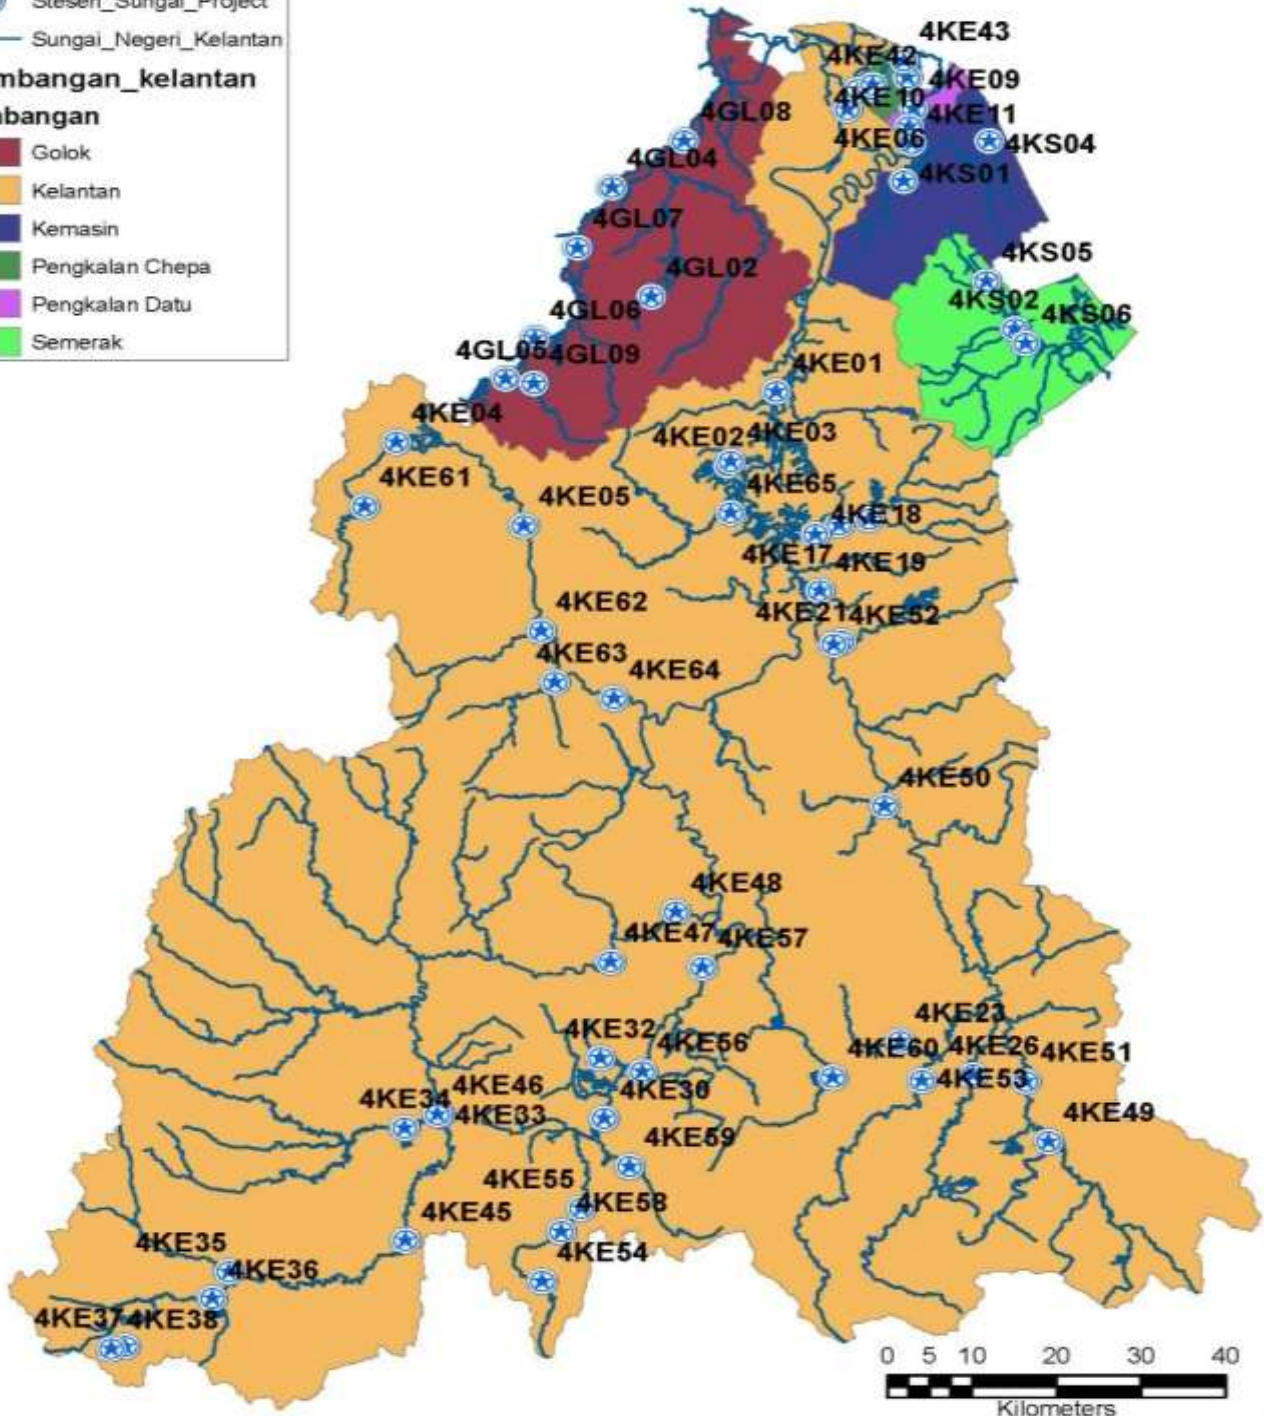 Stesen_Sungai_Project
Sungai_Negeri_Kelantan
mbangan_kelantan
bangan
Golok
Kelantan
Kemasin
Pengkalan Chepa
Pengkalan Datu
Semerak
4KE43
4KE42
4KE09
4KE10
4KE11
4GL08
4KE06
4KS04
4GL04
4KS01
4GL07
4KS05
4GL02
4KS02
4KS06
4GL06
4GL05
4GL09
4KE01
4KE04
4KE02
4KE03
4KE61
4KE05
4KE65
4KE18
4KE17
4KE19
4KE62
4KE21
4KE52
4KE63
4KE64
4KE50
4KE48
4KE47
4KE57
4KE23
4KE32
4KE56
4KE60
4KE26
4KE51
4KE46
4KE30
4KE53
4KE34
4KE33
4KE49
4KE59
4KE55
4KE58
4KE45
4KE35
4KE54
4KE36
4KE37
4KE38
0 5 10 20 30 40
Kilometers